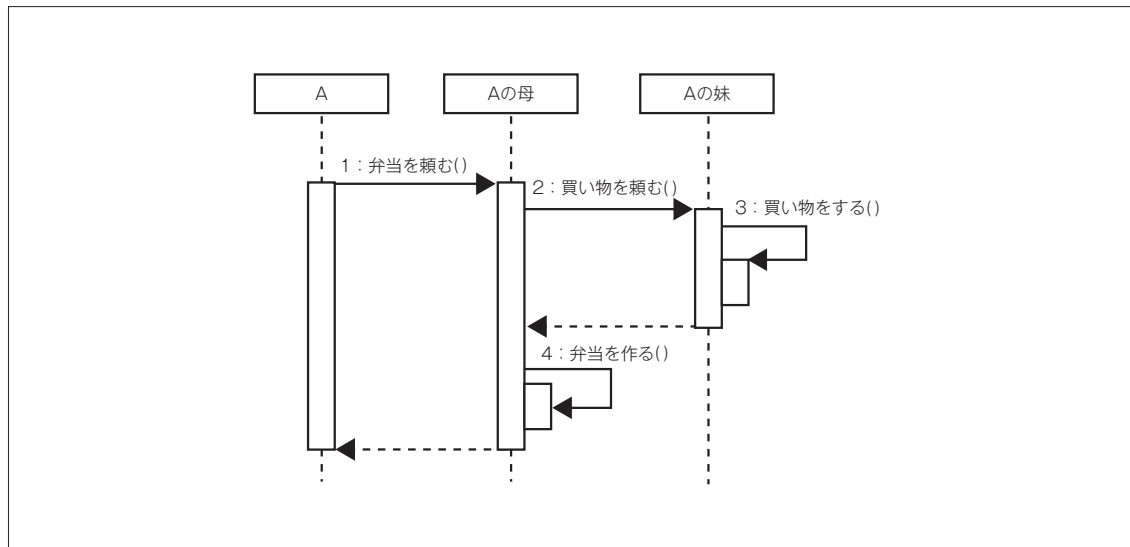 A
Aの母
Aの妹
1：弁当を頼む()
2：買い物を頼む()
3：買い物をする()
4：弁当を作る()